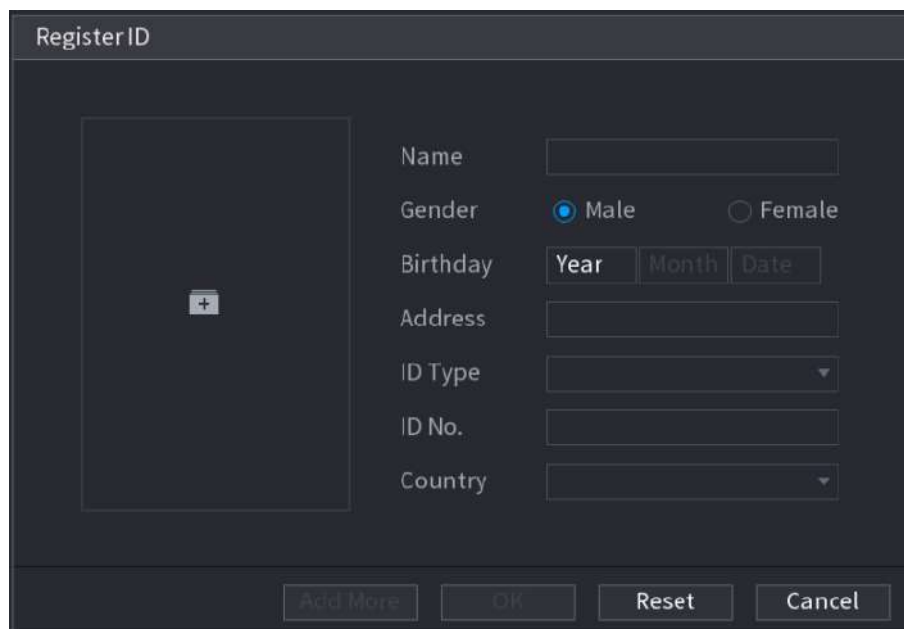 Register ID
Name
Gender Male Female
Birthday Year Month Date
Address
ID Type
ID No.
Country
Add More OK Reset Cancel